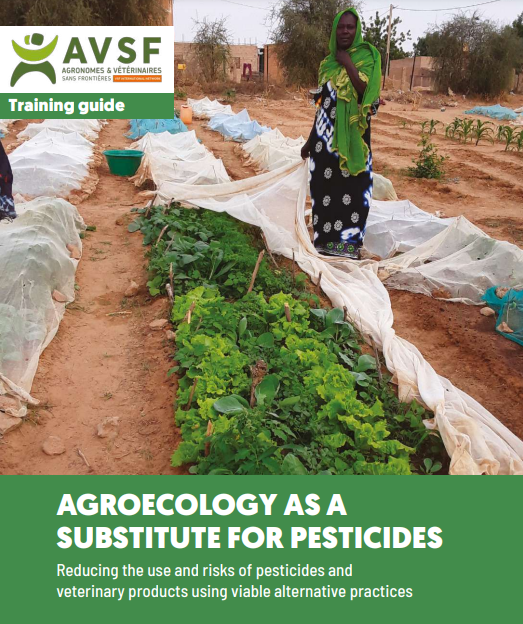 AVSF
AGRONOMES & VÉTÉRINAIRES
SANS FRONTIÈRES
Training guide
AGROECOLOGY AS A
SUBSTITUTE FOR PESTICIDES
Reducing the use and risks of pesticides and
veterinary products using viable alternative practices